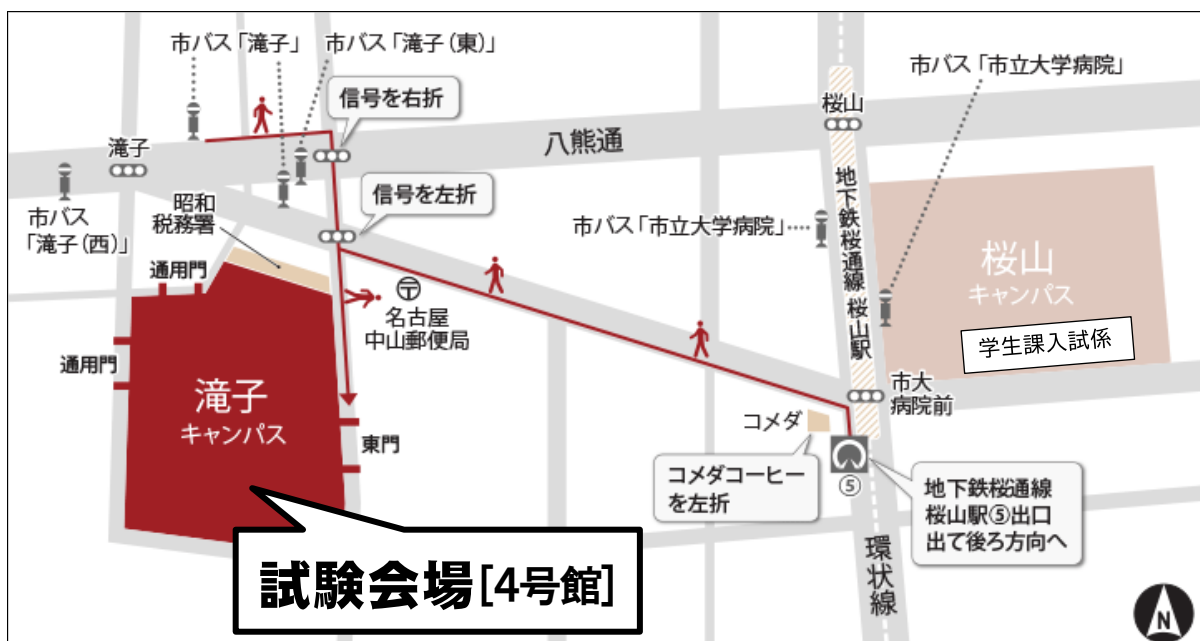 市バス「滝子」
市バス「滝子(東)」
信号を右折
市バス「市立大学病院」
桜山
滝子
八熊通
信号を左折
昭和
税務署
市バス
「滝子(西)」
市バス「市立大学病院」
地下鉄桜通線 桜山駅
桜山
キャンパス
学生課入試係
通用門
〒
名古屋
中山郵便局
通用門
滝子
キャンパス
東門
市大
病院前
コメダ
コメダコーヒー
を左折
⑤
地下鉄桜通線
桜山駅⑤出口
出て後ろ方向へ
環状線
試験会場[4号館]
N